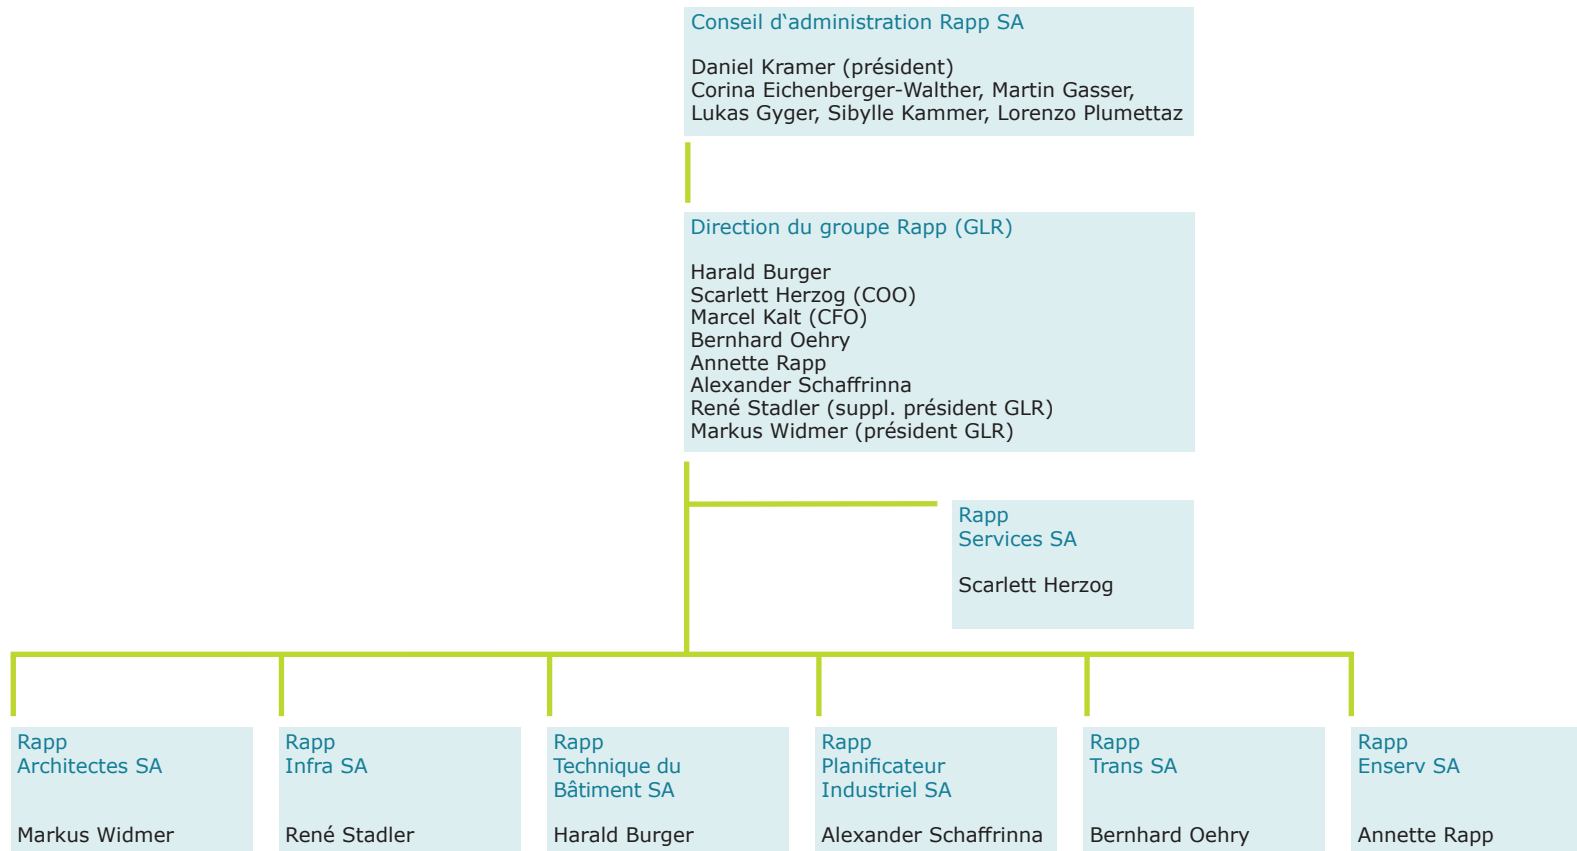 Conseil d‘administration Rapp SA
Daniel Kramer (président)
Corina Eichenberger-Walther, Martin Gasser,
Lukas Gyger, Sibylle Kammer, Lorenzo Plumettaz
Direction du groupe Rapp (GLR)
Harald Burger
Scarlett Herzog (COO)
Marcel Kalt (CFO)
Bernhard Oehry
Annette Rapp
Alexander Schaffrinna
René Stadler (suppl. président GLR)
Markus Widmer (président GLR)
Rapp
Services SA
Scarlett Herzog
Rapp
Architectes SA
Markus Widmer
Rapp
Infra SA
René Stadler
Rapp
Technique du
Bâtiment SA
Harald Burger
Rapp
Planificateur
Industriel SA
Alexander Schaffrinna
Rapp
Trans SA
Bernhard Oehry
Rapp
Enserv SA
Annette Rapp